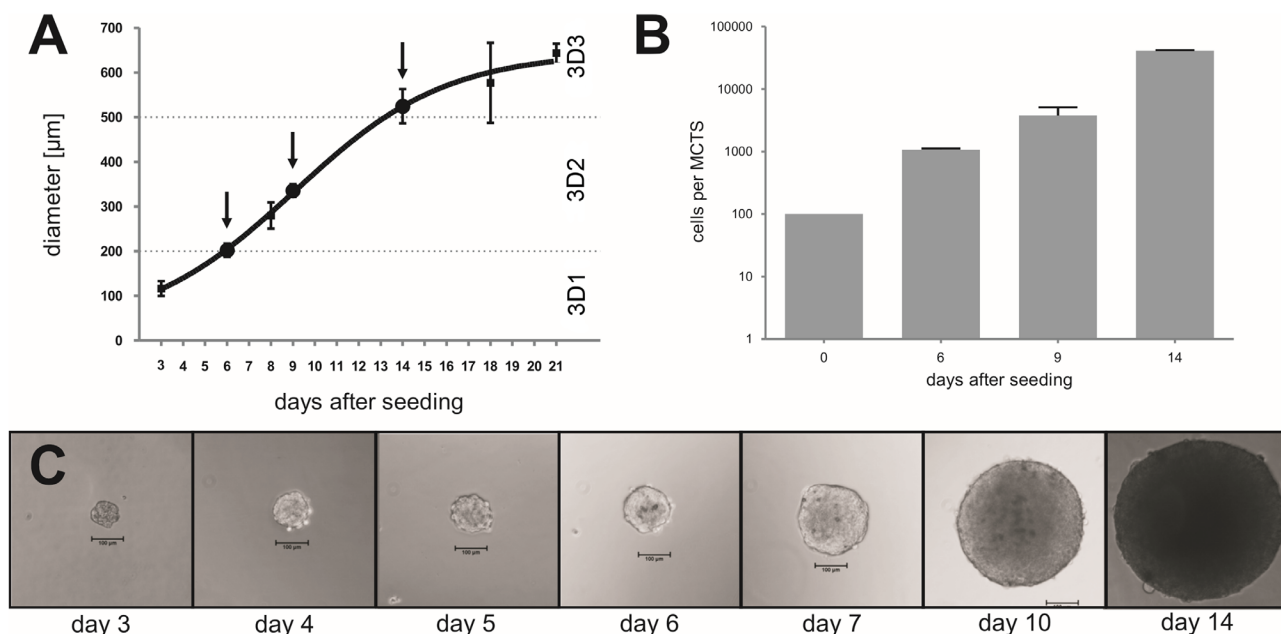 A
700
600
500
400
300
200
100
0
diameter [µm]
3D3
3D2
3D1
3 4 5 6 7 8 9 10 11 12 13 14 15 16 17 18 19 20 21
days after seeding
B
100000
10000
1000
100
10
1
cells per MCTS
0 6 9 14
days after seeding
C
100 µm
100 µm
100 µm
100 µm
100 µm
day 3 day 4 day 5 day 6 day 7 day 10 day 14